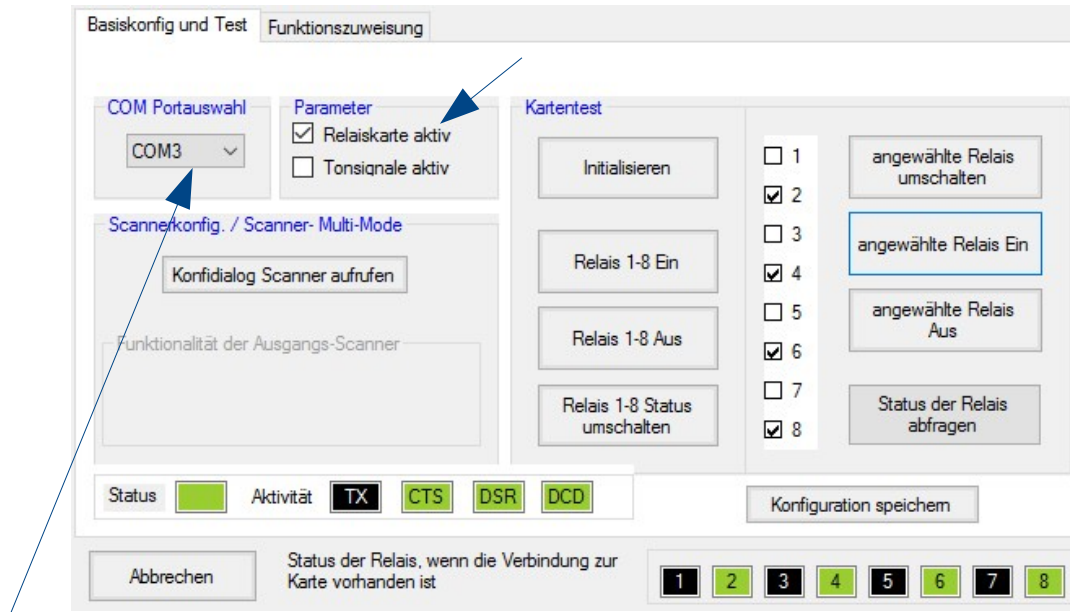 Basiskonfig und Test
Funktionszuweisung
COM Portauswahl
COM3
Parameter
Relaiskarte aktiv
Tonsignale aktiv
Scannerkonfig. / Scanner- Multi-Mode
Konfidialog Scanner aufrufen
Funktionalität der Ausgangs-Scanner
Kartentest
Initialisieren
Relais 1-8 Ein
Relais 1-8 Aus
Relais 1-8 Status
umschalten
1
2
3
4
5
6
7
8
angewählte Relais
umschalten
angewählte Relais Ein
angewählte Relais
Aus
Status der Relais
abfragen
Status
Aktivität
TX
CTS
DSR
DCD
Konfiguration speichern
Abbrechen
Status der Relais, wenn die Verbindung zur
Karte vorhanden ist
1 2 3 4 5 6 7 8